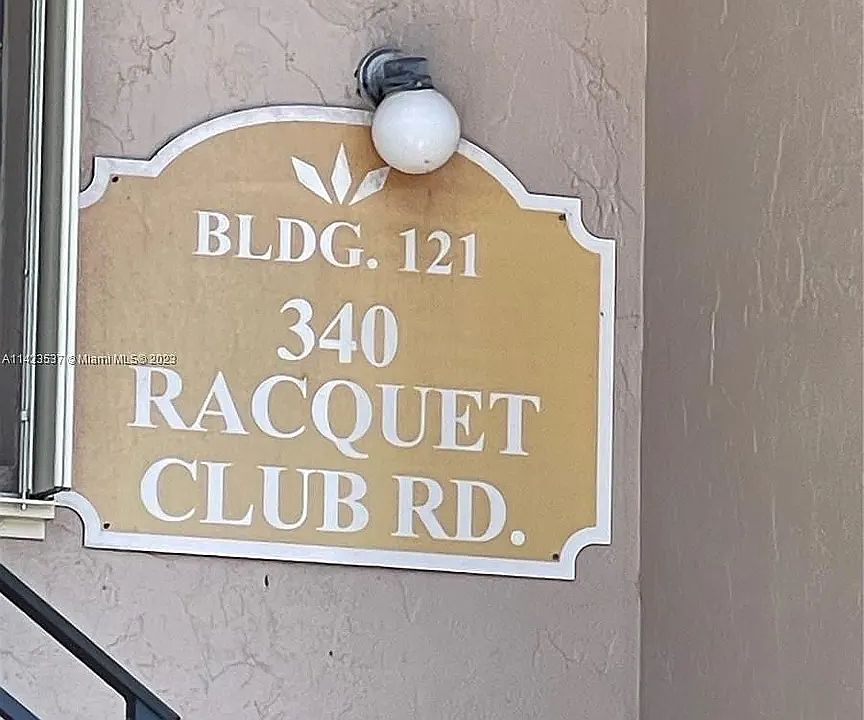 BLDG. 121
340
A11423537 © Miami MLS © 2023
RACQUET
CLUB RD.